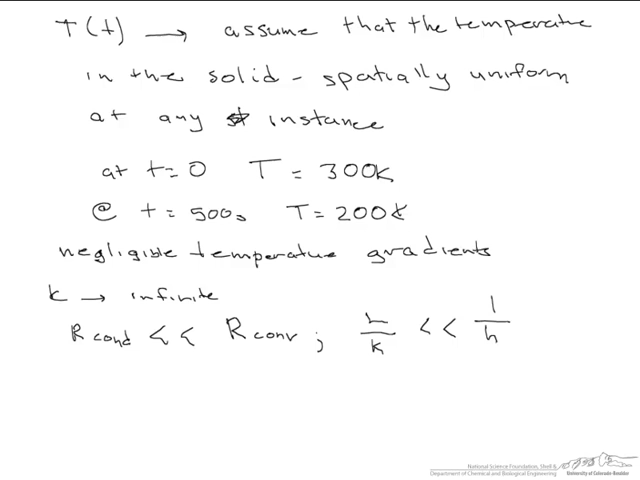 T(t) → assume that the temperature
in the solid - spatially uniform
at any instance
at t=0 T = 300K
@ t = 500s T = 200K
negligible temperature gradients
k → infinite
Rcond << Rconv ; L/k << 1/h
National Science Foundation, Shell &
Department of Chemical and Biological Engineering University of Colorado Boulder